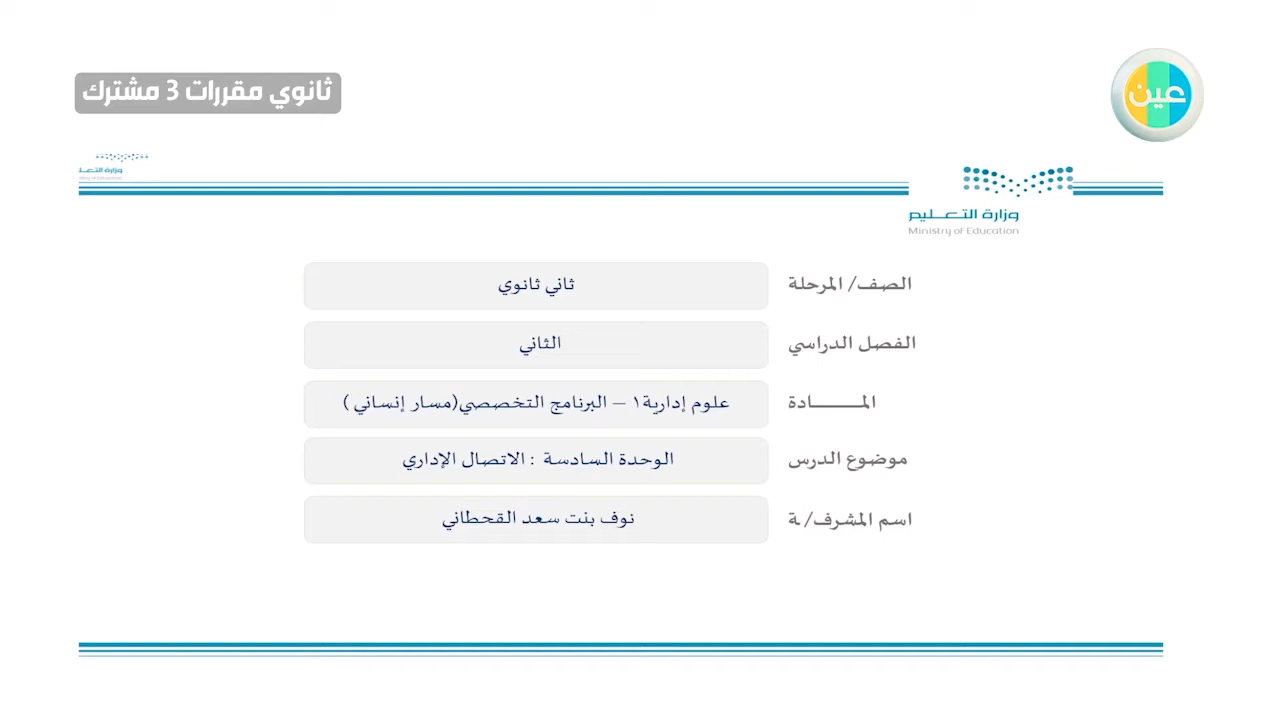 ثانوي مقررات 3 مشترك
عين
وزارة التعليم
Ministry of Education
الصف/ المرحلة
ثاني ثانوي
الفصل الدراسي
الثاني
المــــــادة
علوم إدارية١ – البرنامج التخصصي(مسار إنساني )
موضوع الدرس
الوحدة السادسة : الاتصال الإداري
اسم المشرف/ـة
نوف بنت سعد القحطاني